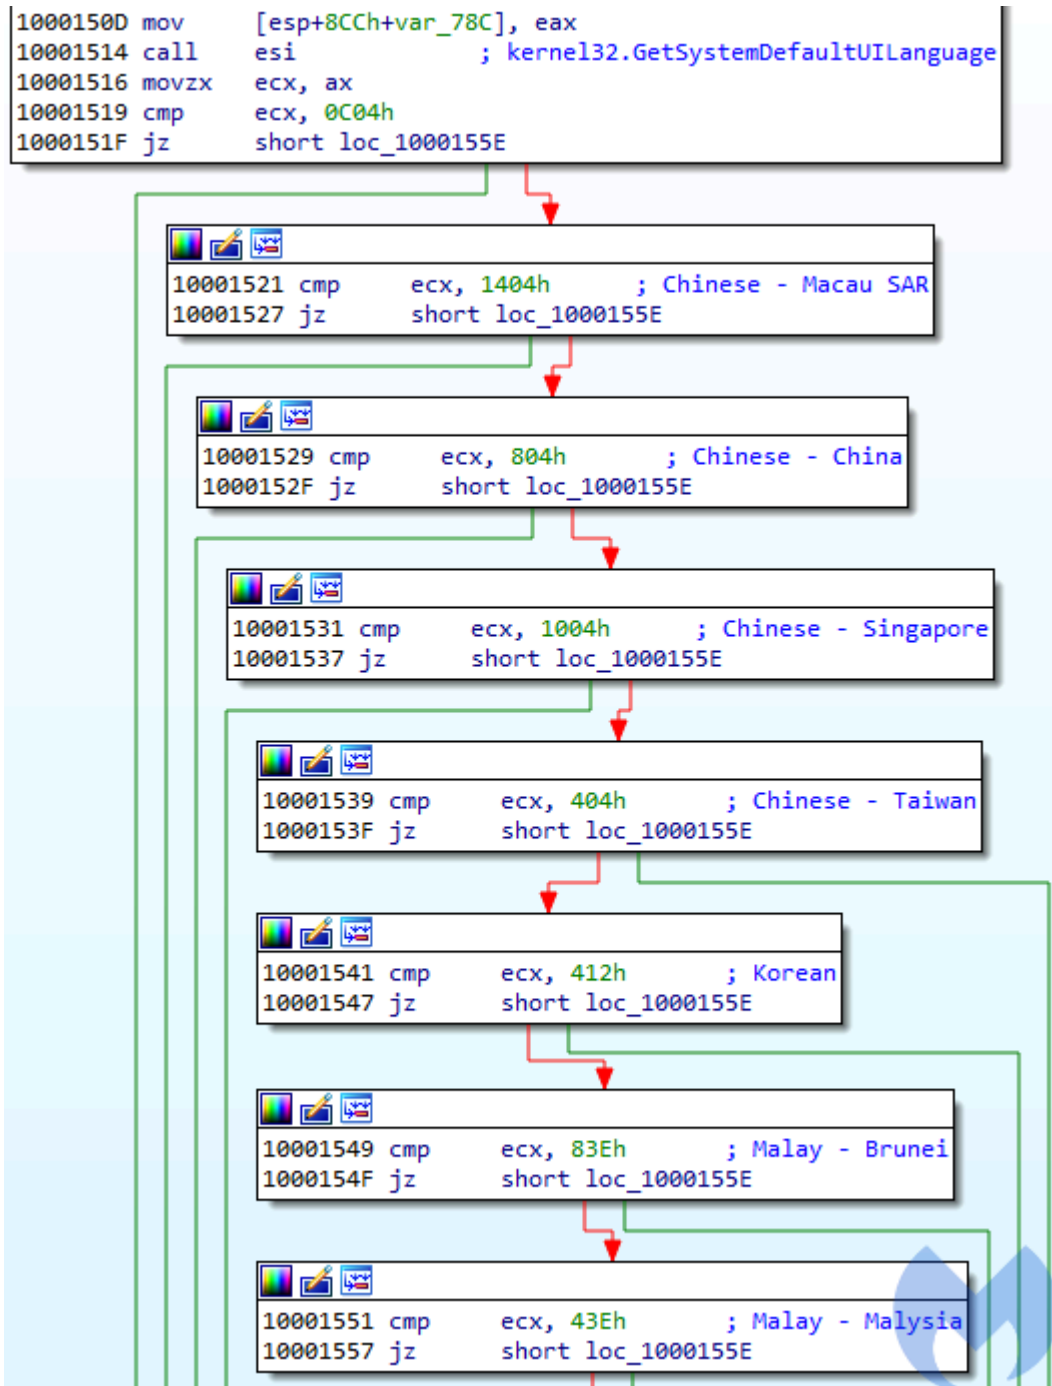 1000150D mov [esp+8CCh+var_78C], eax
10001514 call esi ; kernel32.GetSystemDefaultUILanguage
10001516 movzx ecx, ax
10001519 cmp ecx, 0C04h
1000151F jz short loc_1000155E
10001521 cmp ecx, 1404h ; Chinese - Macau SAR
10001527 jz short loc_1000155E
10001529 cmp ecx, 804h ; Chinese - China
1000152F jz short loc_1000155E
10001531 cmp ecx, 1004h ; Chinese - Singapore
10001537 jz short loc_1000155E
10001539 cmp ecx, 404h ; Chinese - Taiwan
1000153F jz short loc_1000155E
10001541 cmp ecx, 412h ; Korean
10001547 jz short loc_1000155E
10001549 cmp ecx, 83Eh ; Malay - Brunei
1000154F jz short loc_1000155E
10001551 cmp ecx, 43Eh ; Malay - Malysia
10001557 jz short loc_1000155E